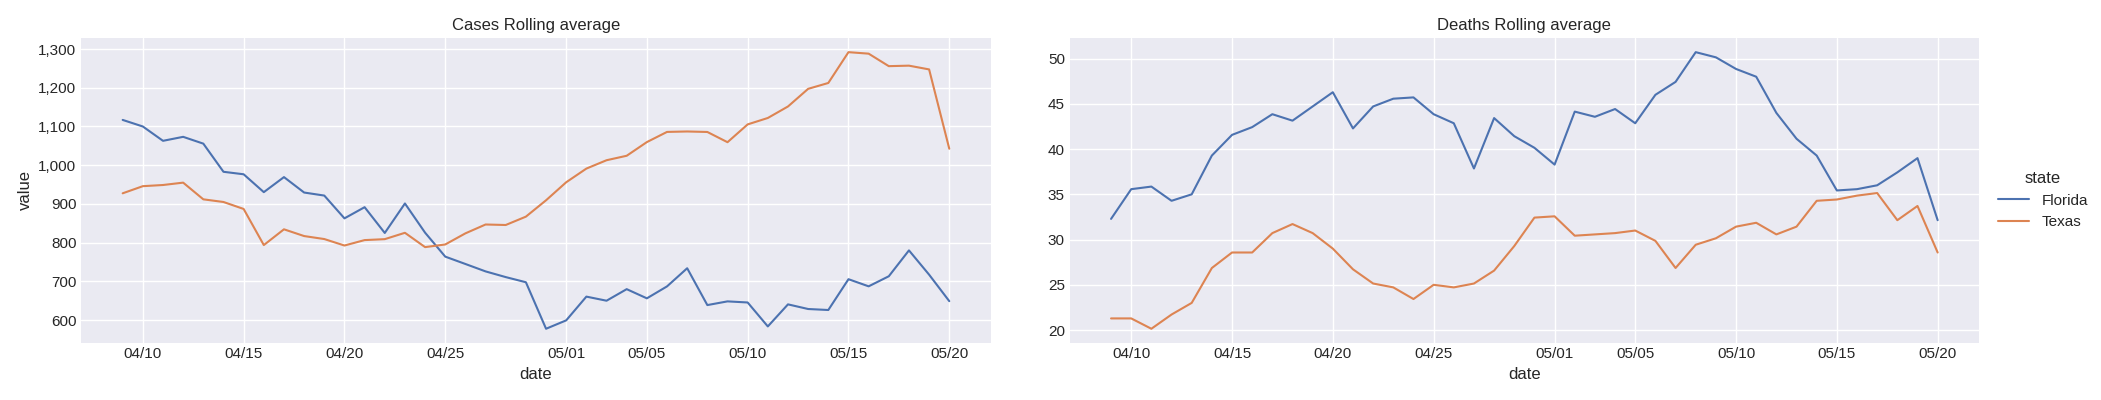 Cases Rolling average
value
1,300
1,200
1,100
1,000
900
800
700
600
04/10 04/15 04/20 04/25 05/01 05/05 05/10 05/15 05/20
date
Deaths Rolling average
50
45
40
35
30
25
20
04/10 04/15 04/20 04/25 05/01 05/05 05/10 05/15 05/20
date
state
Florida
Texas